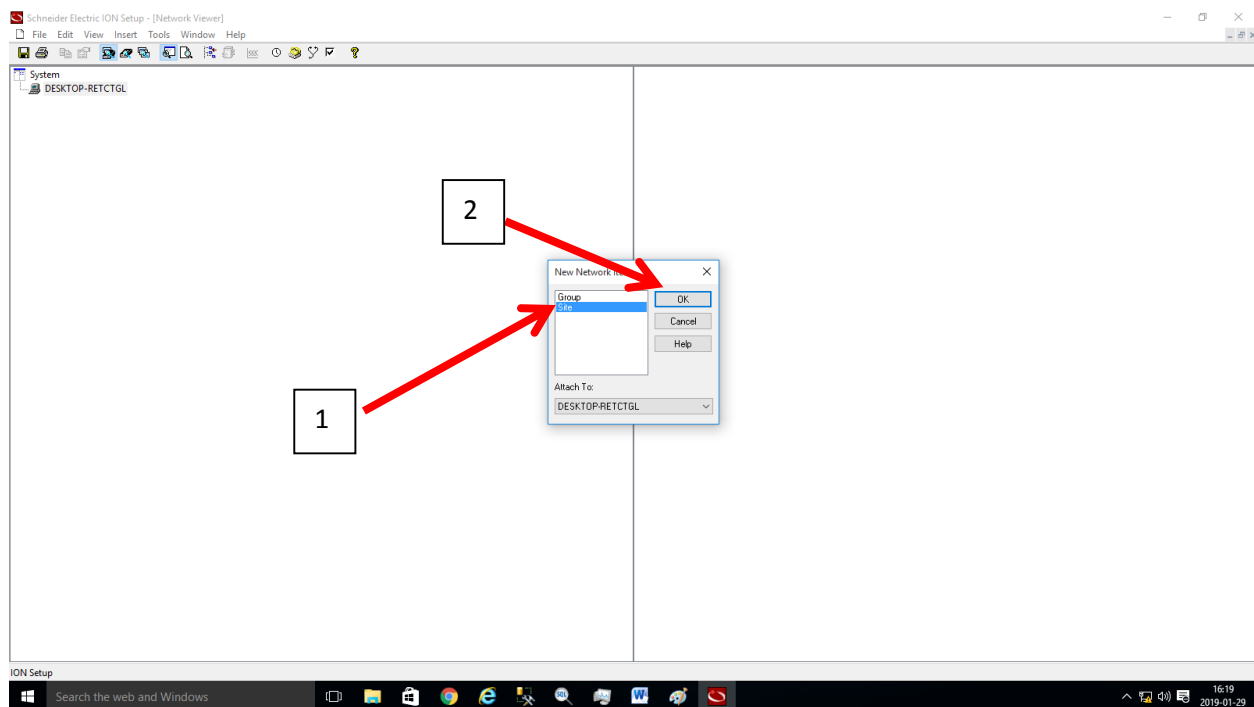 Schneider Electric ION Setup - [Network Viewer]
File Edit View Insert Tools Window Help
System
DESKTOP-RETCTGL
2
New Network
Group
Site
OK
Cancel
Help
Attach To:
DESKTOP-RETCTGL
1
ION Setup
Search the web and Windows
SQL
W
16:19
2019-01-29